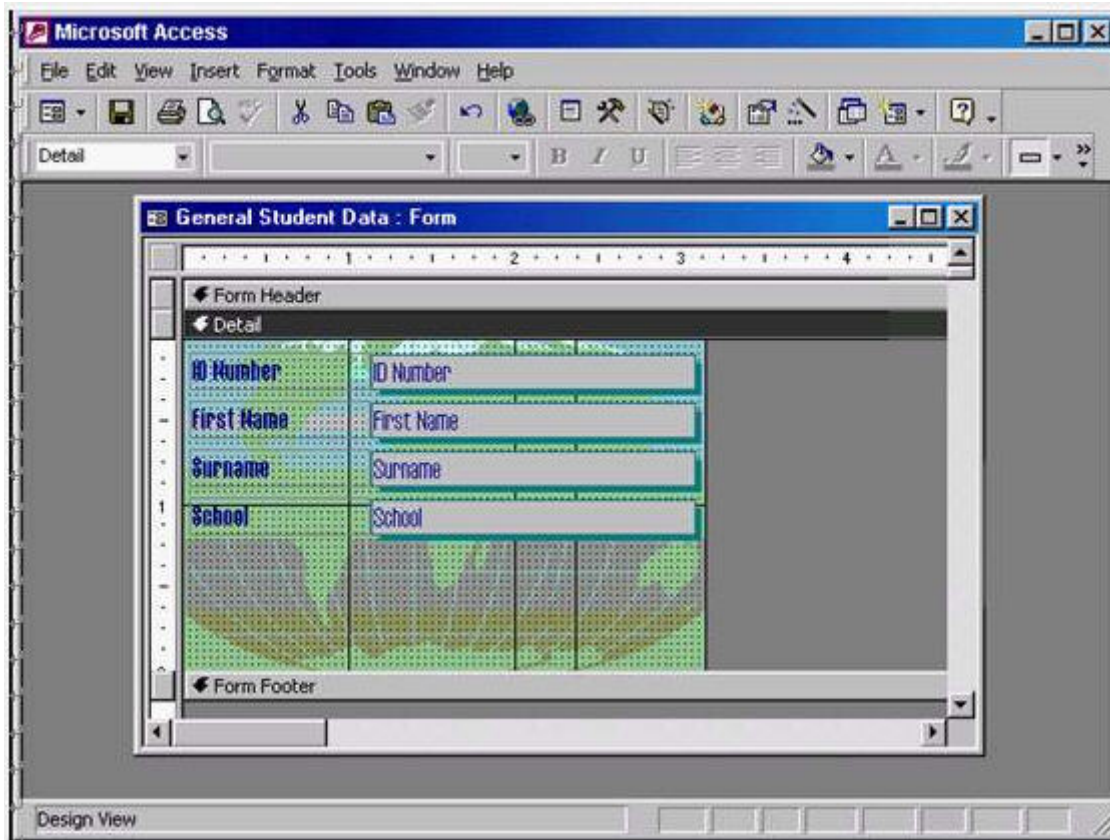 Microsoft Access
File Edit View Insert Format Tools Window Help
Detail B I U A
General Student Data : Form
1 2 3 4
Form Header
Detail
ID Number ID Number
First Name First Name
Surname Surname
1
School School
Form Footer
Design View